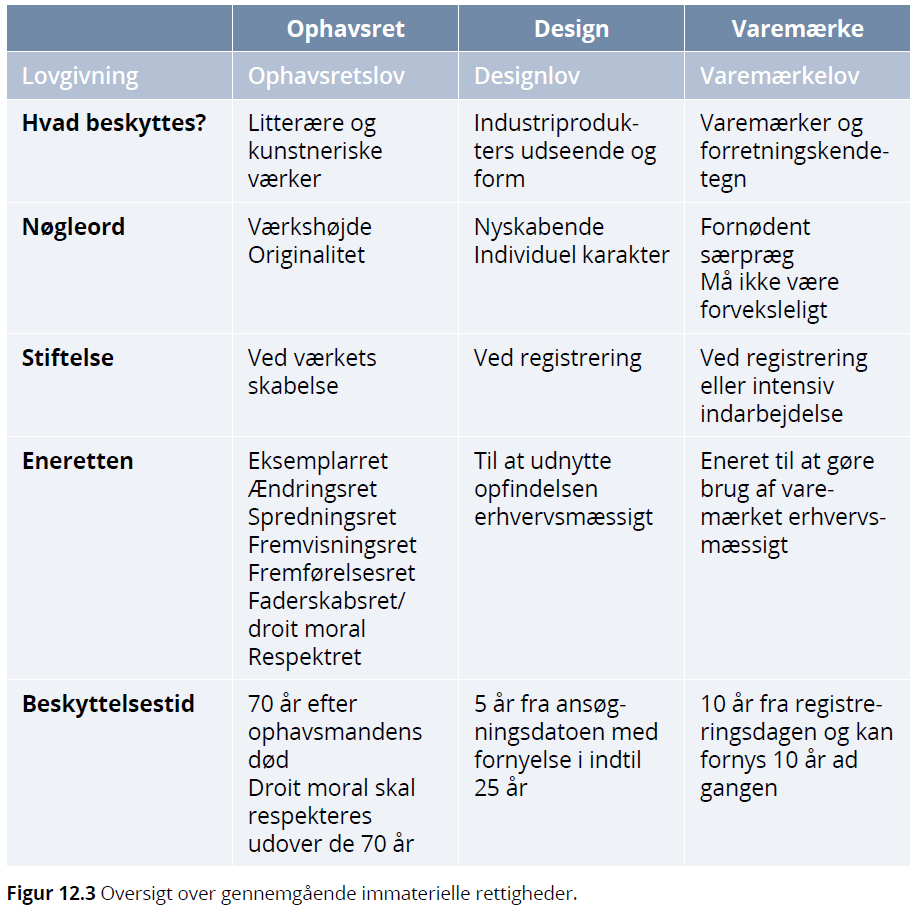 Ophavsret Design Varemærke
Lovgivning Ophavsretslov Designlov Varemærkelov
Hvad beskyttes?
Litterære og
kunstneriske
værker
Industriproduk-
ters udseende og
form
Varemærker og
forretningskende-
tegn
Nøgleord
Værkshøjde
Originalitet
Nyskabende
Individuel karakter
Fornødent
særpræg
Må ikke være
forveksleligt
Stiftelse
Ved værkets
skabelse
Ved registrering
Ved registrering
eller intensiv
indarbejdelse
Eneretten
Eksemplarret
Ændringsret
Spredningsret
Fremvisningsret
Fremførelsesret
Faderskabsret/
droit moral
Respektret
Til at udnytte
opfindelsen
erhvervsmæssigt
Eneret til at gøre
brug af vare-
mærket erhvervs-
mæssigt
Beskyttelsestid
70 år efter
ophavsmandens
død
Droit moral skal
respekteres
udover de 70 år
5 år fra ansøg-
ningsdatoen med
fornyelse i indtil
25 år
10 år fra registre-
ringsdagen og kan
fornys 10 år ad
gangen
Figur 12.3 Oversigt over gennemgående immaterielle rettigheder.